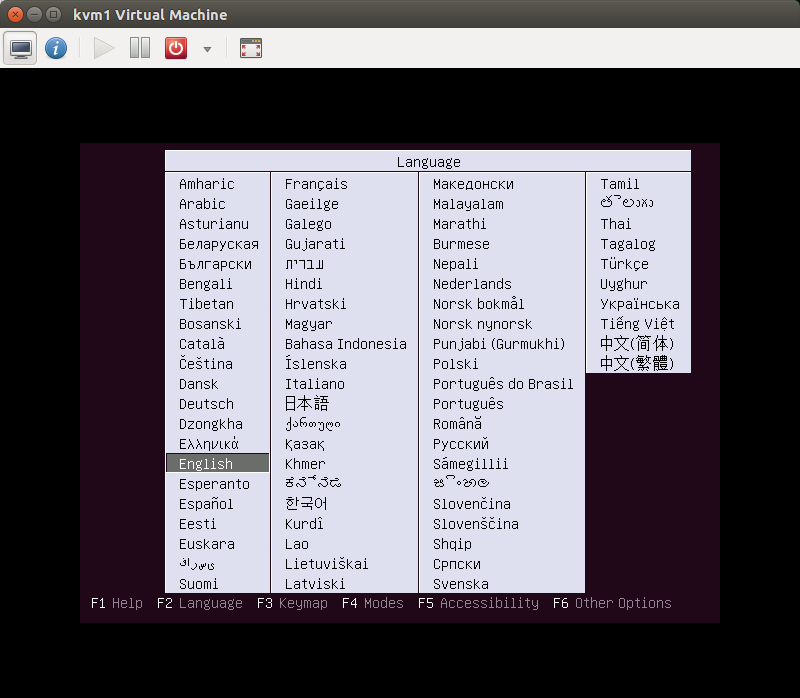 kvm1 Virtual Machine
Language
Amharic
Arabic
Asturianu
Беларуская
Български
Bengali
Tibetan
Bosanski
Català
Čeština
Dansk
Deutsch
Dzongkha
Ελληνικά
English
Esperanto
Español
Eesti
Euskara
ﻰﺳﺭﺎﻓ
Suomi
Français
Gaeilge
Galego
Gujarati
עברית
Hindi
Hrvatski
Magyar
Bahasa Indonesia
Íslenska
Italiano
日本語
ქართული
Қазақ
Khmer
ಕನ್ನಡ
한국어
Kurdî
Lao
Lietuviškai
Latviski
Македонски
Malayalam
Marathi
Burmese
Nepali
Nederlands
Norsk bokmål
Norsk nynorsk
Punjabi (Gurmukhi)
Polski
Português do Brasil
Português
Română
Русский
Sámegillii
සිංහල
Slovenčina
Slovenščina
Shqip
Српски
Svenska
Tamil
తెలుగు
Thai
Tagalog
Türkçe
Uyghur
Українська
Tiếng Việt
中文(简体)
中文(繁體)
F1 Help F2 Language F3 Keymap F4 Modes F5 Accessibility F6 Other Options